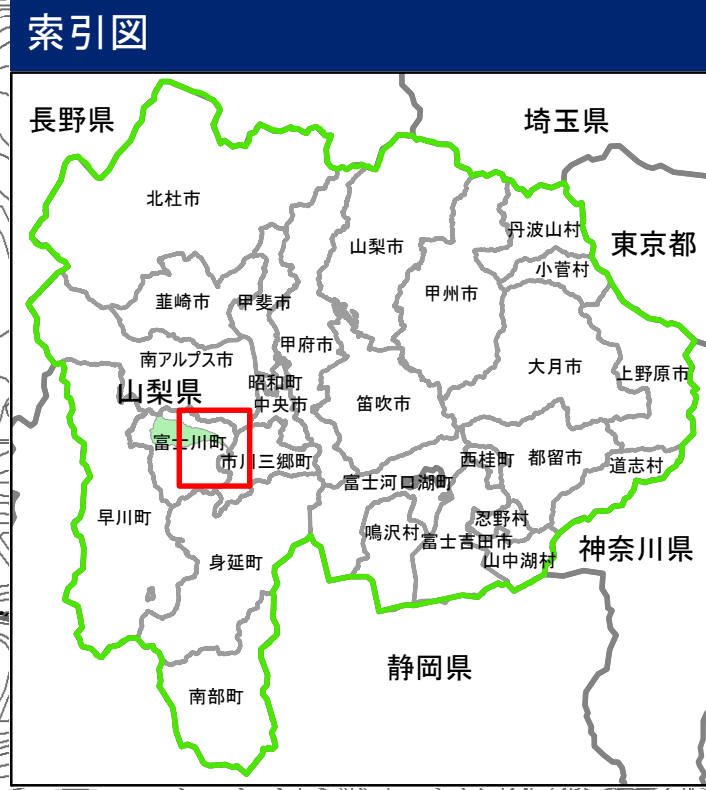 索引図
長野県
埼玉県
北杜市
丹波山村
山梨市
東京都
小菅村
甲州市
韮崎市
甲斐市
甲府市
南アルプス市
大月市
上野原市
山梨県
昭和町
中央市
笛吹市
富士川町
市川三郷町
西桂町
都留市
道志村
富士河口湖町
早川町
忍野村
鳴沢村
富士吉田市
神奈川県
身延町
山中湖村
静岡県
南部町